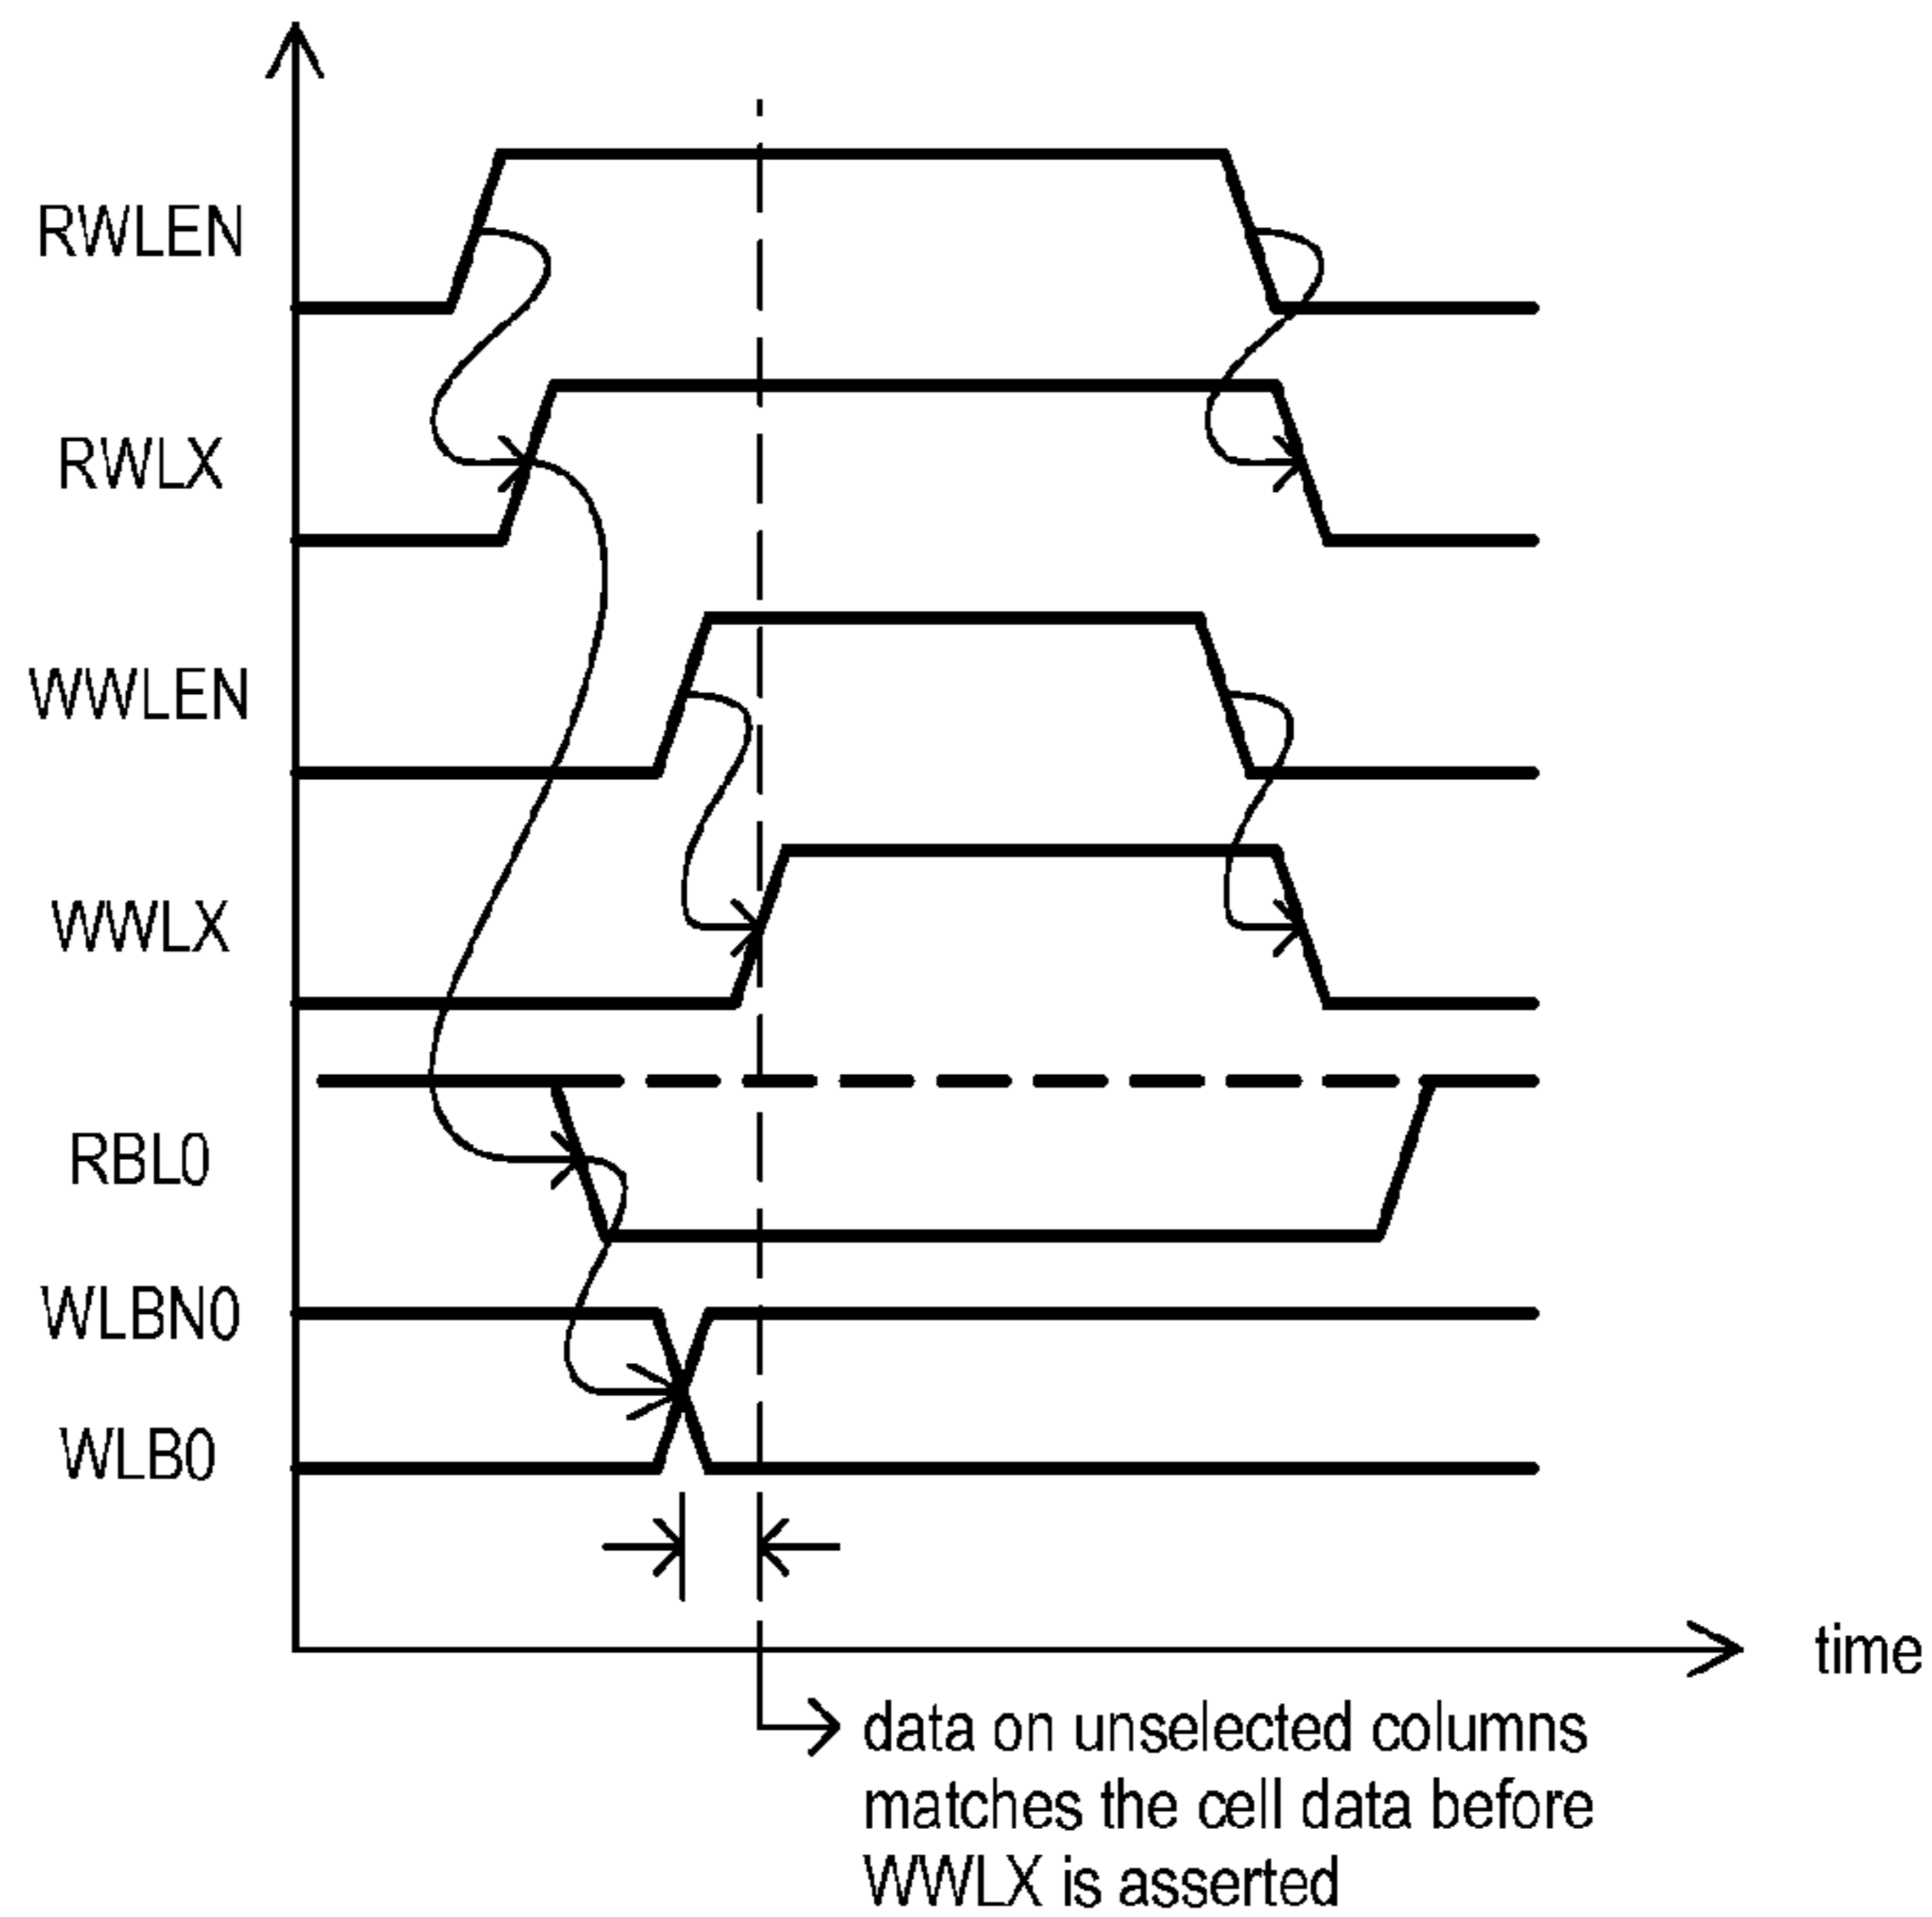 RWLEN
RWLX
WWLEN
WWLX
RBL0
WLBN0
WLB0
time
data on unselected columns
matches the cell data before
WWLX is asserted